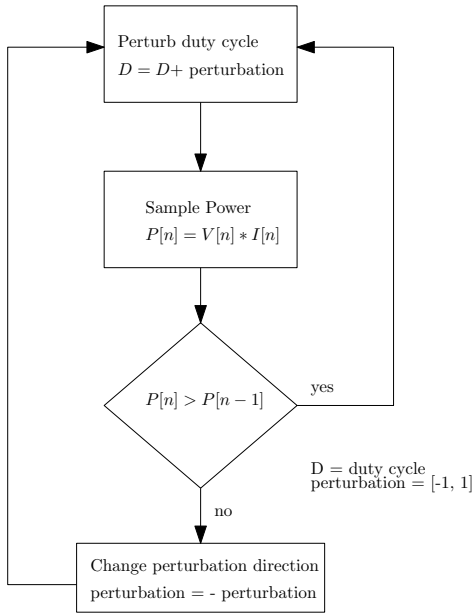 Perturb duty cycle
D = D+ perturbation
Sample Power
P[n] = V[n] ∗ I[n]
P[n] > P[n − 1]
yes
D = duty cycle
perturbation = [-1, 1]
no
Change perturbation direction
perturbation = - perturbation